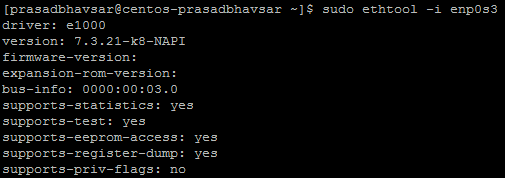 [prasadbhavsar@centos-prasadbhavsar ~]$ sudo ethtool -i enp0s3
driver: e1000
version: 7.3.21-k8-NAPI
firmware-version:
expansion-rom-version:
bus-info: 0000:00:03.0
supports-statistics: yes
supports-test: yes
supports-eeprom-access: yes
supports-register-dump: yes
supports-priv-flags: no